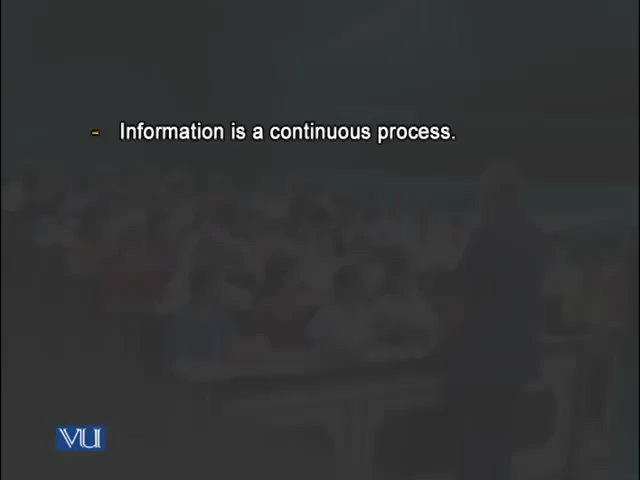 - Information is a continuous process.
VU